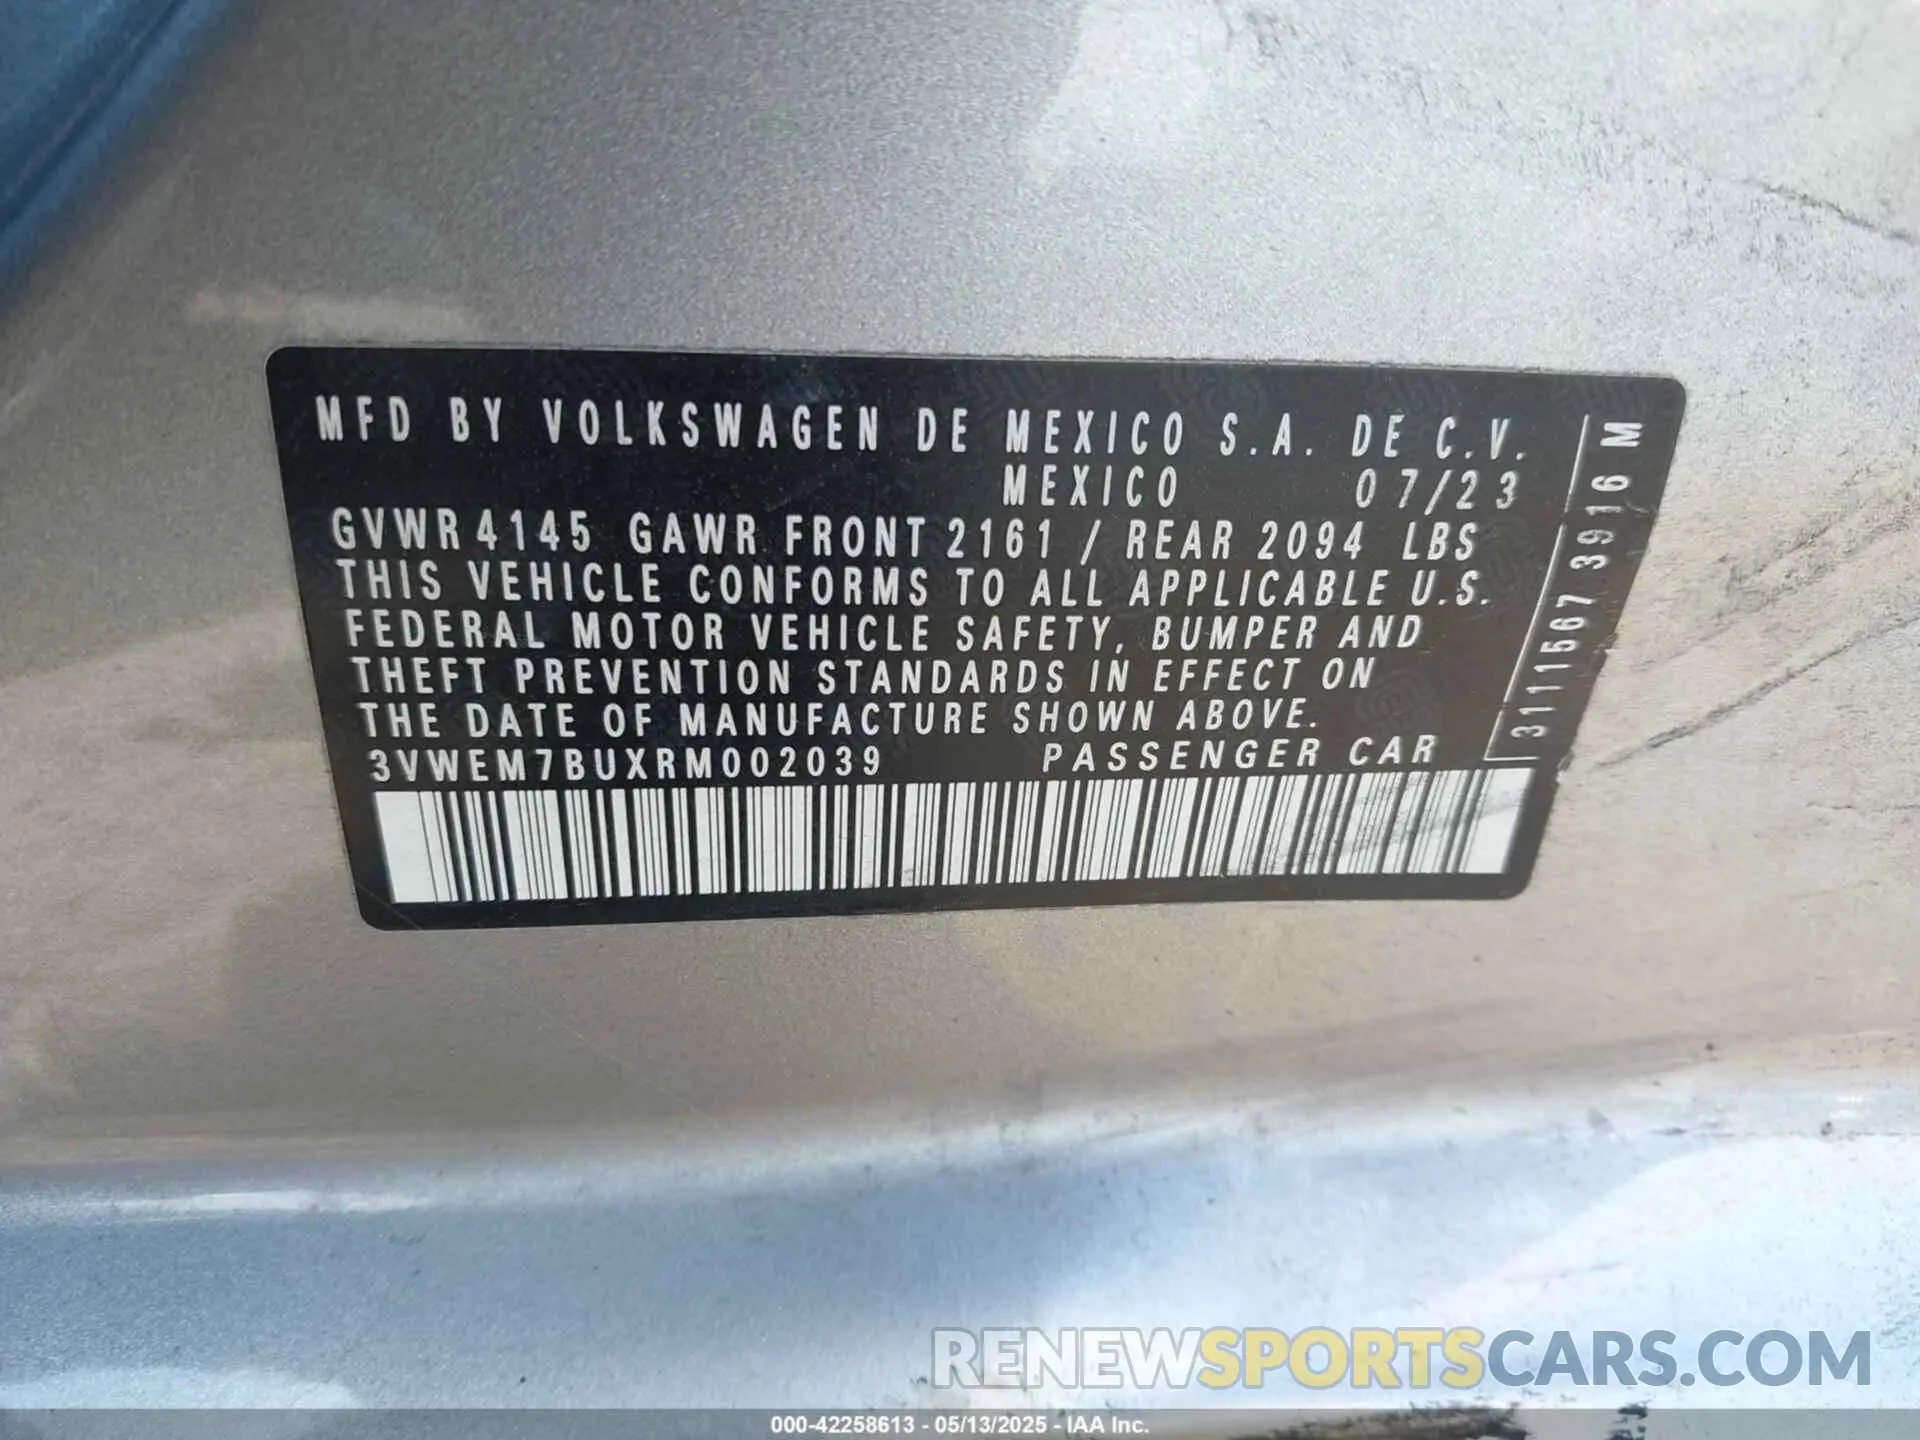 MFD BY VOLKSWAGEN DE MEXICO S.A. DE C.V.
MEXICO 07/23
GVWR 4145 GAWR FRONT 2161 / REAR 2094 LBS
THIS VEHICLE CONFORMS TO ALL APPLICABLE U.S.
FEDERAL MOTOR VEHICLE SAFETY, BUMPER AND
THEFT PREVENTION STANDARDS IN EFFECT ON
THE DATE OF MANUFACTURE SHOWN ABOVE.
3VWEM7BUXRM002039 PASSENGER CAR
3111567 3916 M
RENEWSPORTSCARS.COM
000-42258613 - 05/13/2025 - IAA Inc.